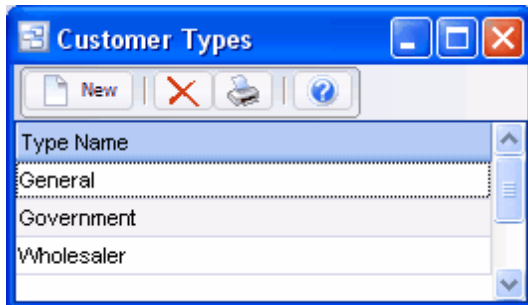 Customer Types
New
Type Name
General
Government
Wholesaler